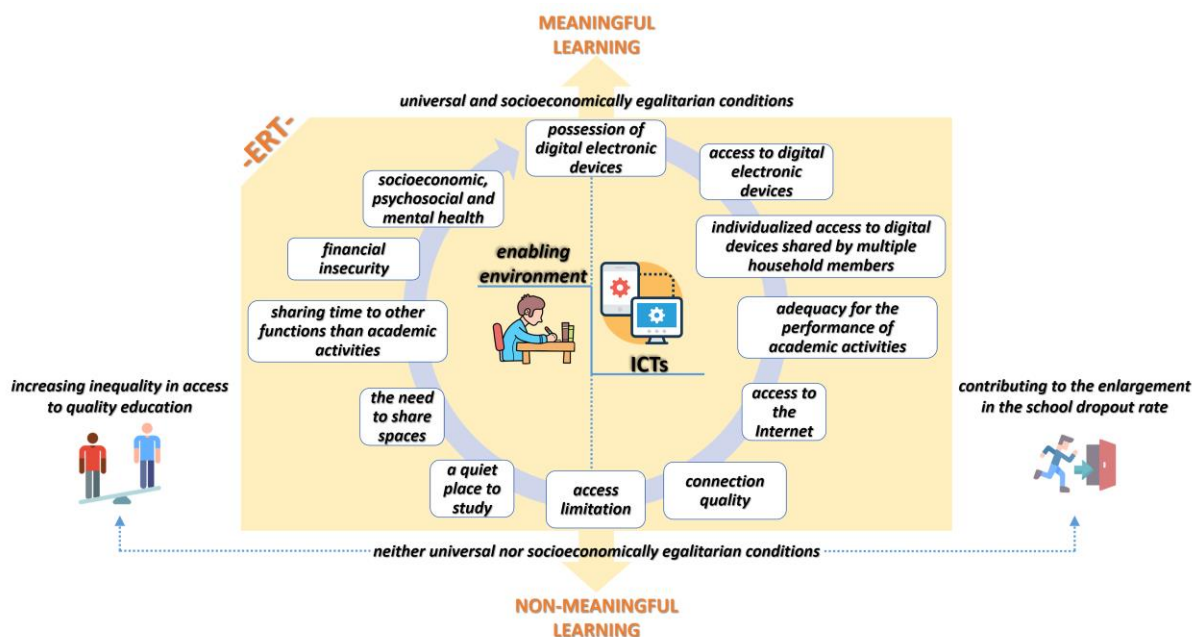 MEANINGFUL
LEARNING
universal and socioeconomically egalitarian conditions
-ERT-
possession of
digital electronic
devices
access to digital
electronic
devices
individualized access to digital
devices shared by multiple
household members
adequacy for the
performance of
academic activities
access to
the
Internet
connection
quality
access
limitation
a quiet
place to
study
the need
to share
spaces
sharing time to other
functions than academic
activities
financial
insecurity
socioeconomic,
psychosocial and
mental health
enabling
environment
ICTs
increasing inequality in access
to quality education
contributing to the enlargement
in the school dropout rate
neither universal nor socioeconomically egalitarian conditions
NON-MEANINGFUL
LEARNING